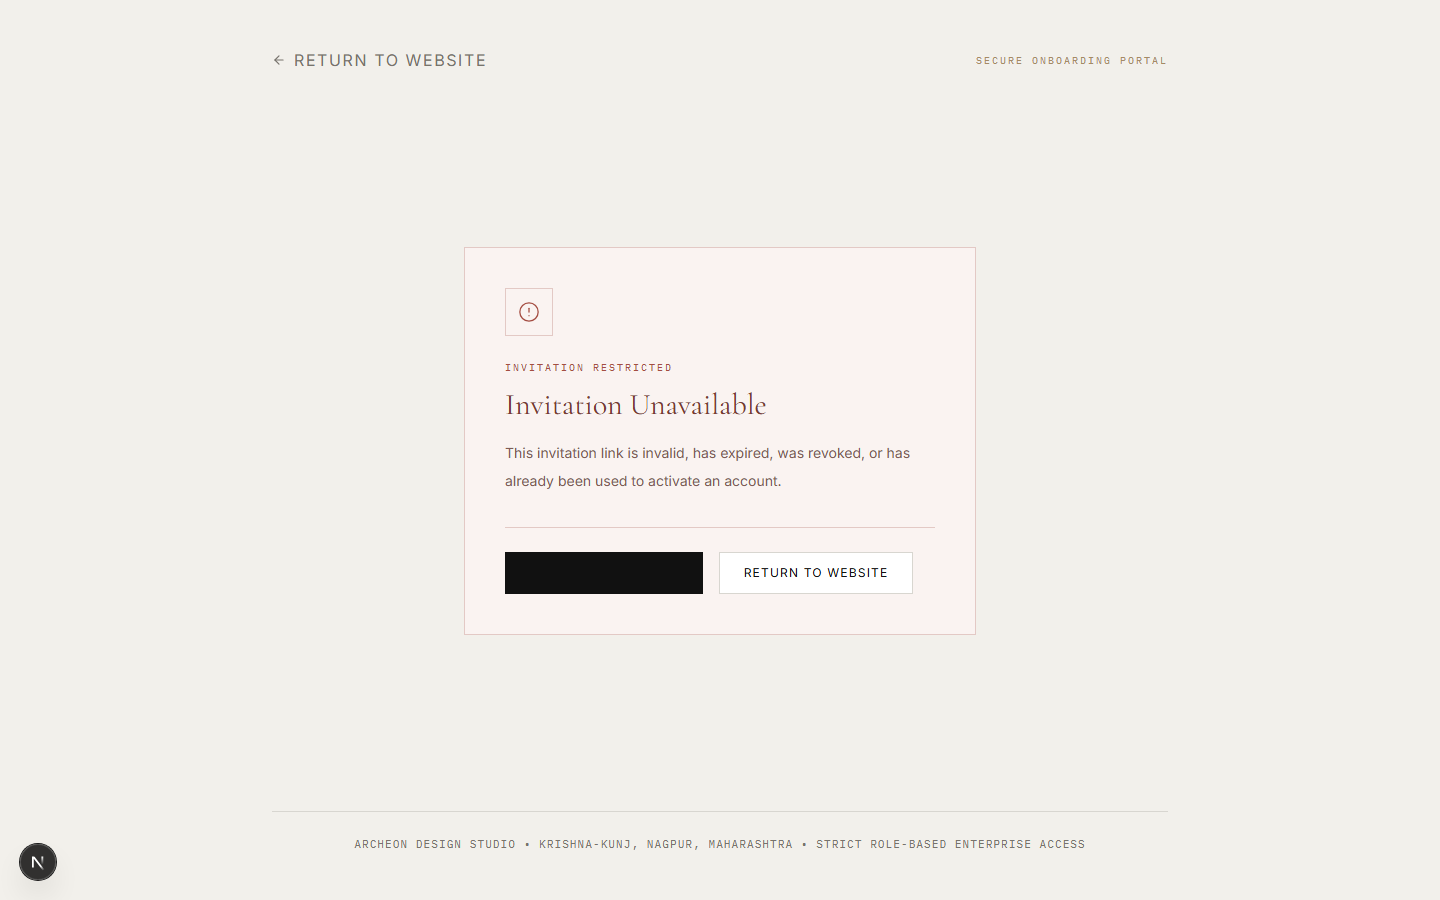 ← RETURN TO WEBSITE
SECURE ONBOARDING PORTAL
INVITATION RESTRICTED
Invitation Unavailable
This invitation link is invalid, has expired, was revoked, or has
already been used to activate an account.
RETURN TO WEBSITE
ARCHEON DESIGN STUDIO • KRISHNA-KUNJ, NAGPUR, MAHARASHTRA • STRICT ROLE-BASED ENTERPRISE ACCESS
N